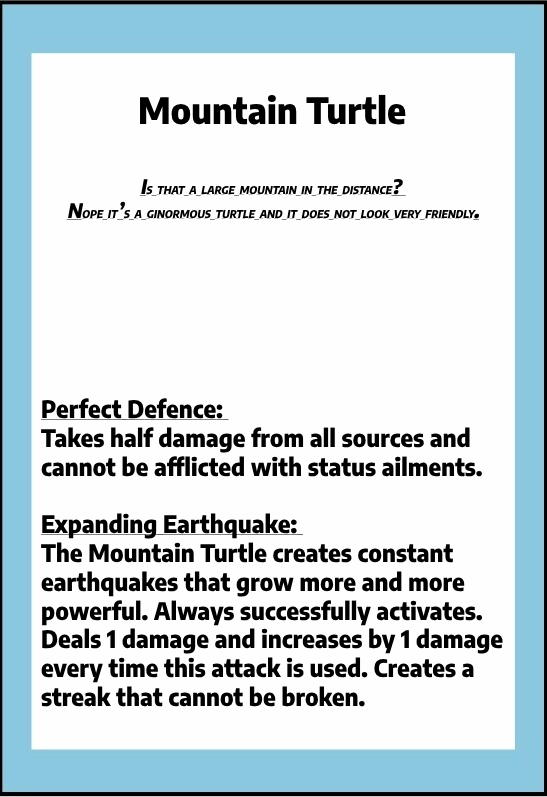 Mountain Turtle
Is that a large mountain in the distance?
Nope it's a ginormous turtle and it does not look very friendly.
Perfect Defence:
Takes half damage from all sources and
cannot be afflicted with status ailments.
Expanding Earthquake:
The Mountain Turtle creates constant
earthquakes that grow more and more
powerful. Always successfully activates.
Deals 1 damage and increases by 1 damage
every time this attack is used. Creates a
streak that cannot be broken.